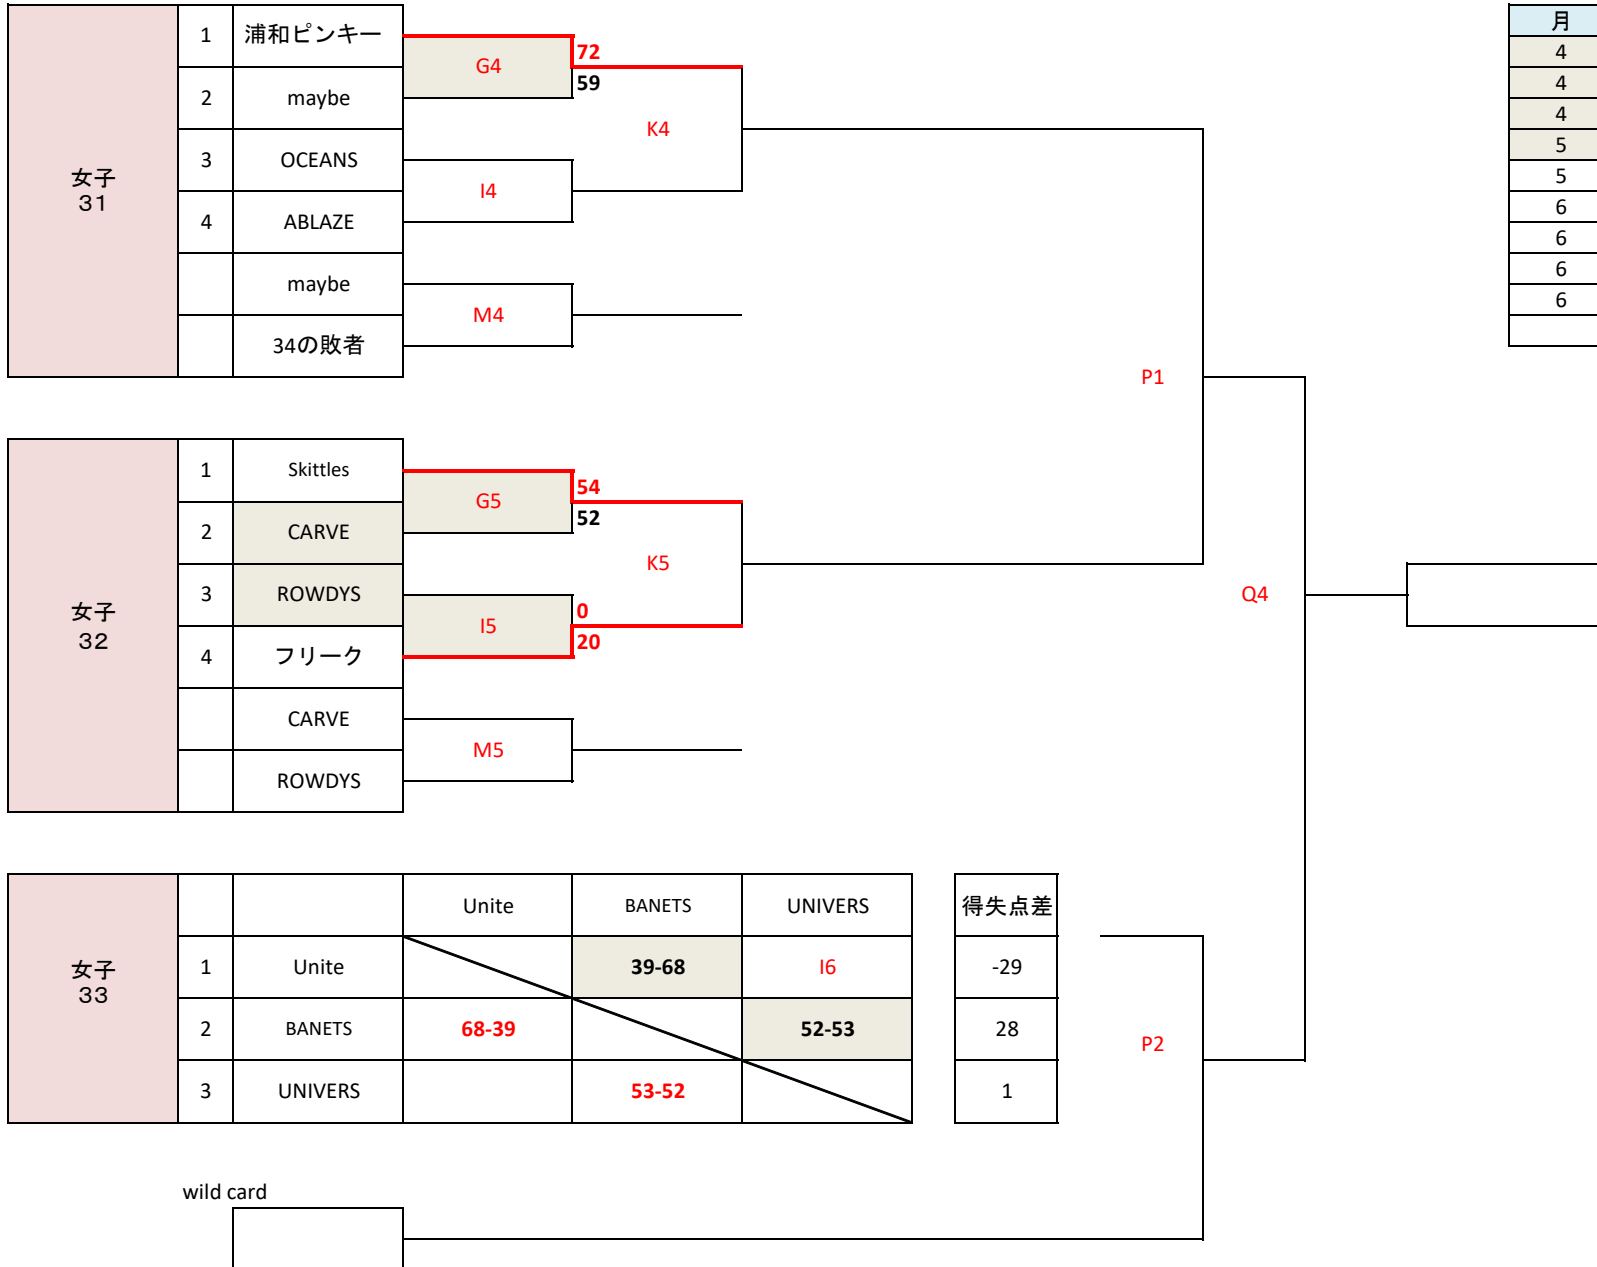 女子
31
1 浦和ピンキー
2 maybe
3 OCEANS
4 ABLAZE
maybe
34の敗者
G4
72
59
I4
K4
M4
P1
月
4
4
4
5
5
6
6
6
6
女子
32
1 Skittles
2 CARVE
3 ROWDYS
4 フリーク
CARVE
ROWDYS
G5
54
52
I5
0
20
K5
M5
Q4
女子
33
Unite BANETS UNIVERS 得失点差
1 Unite 39-68 I6 -29
2 BANETS 68-39 52-53 28
3 UNIVERS 53-52 1
P2
wild card